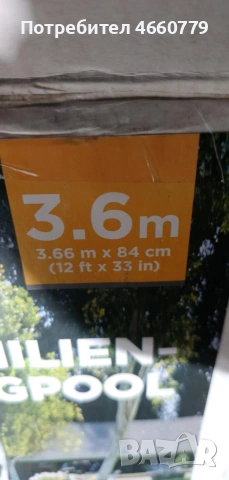 Потребител 4660779
3.6m
3.66 m x 84 cm
(12 ft x 33 in)
ILIEN-
GPOOL
BAZAR